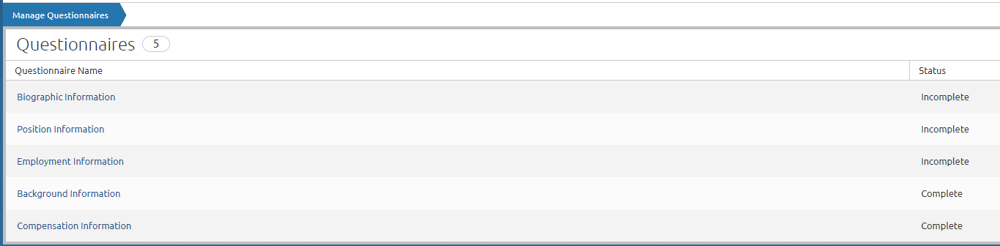 Manage Questionnaires
Questionnaires 5
Questionnaire Name Status
Biographic Information Incomplete
Position Information Incomplete
Employment Information Incomplete
Background Information Complete
Compensation Information Complete